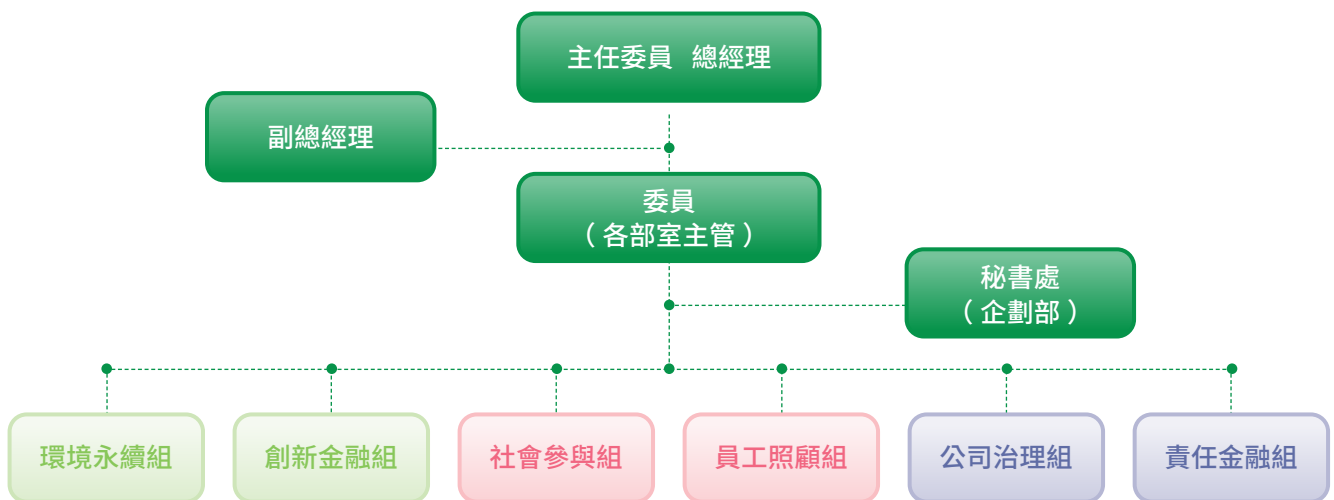 主任委員 總經理
副總經理
委員
（各部室主管）
秘書處
（企劃部）
環境永續組
創新金融組
社會參與組
員工照顧組
公司治理組
責任金融組